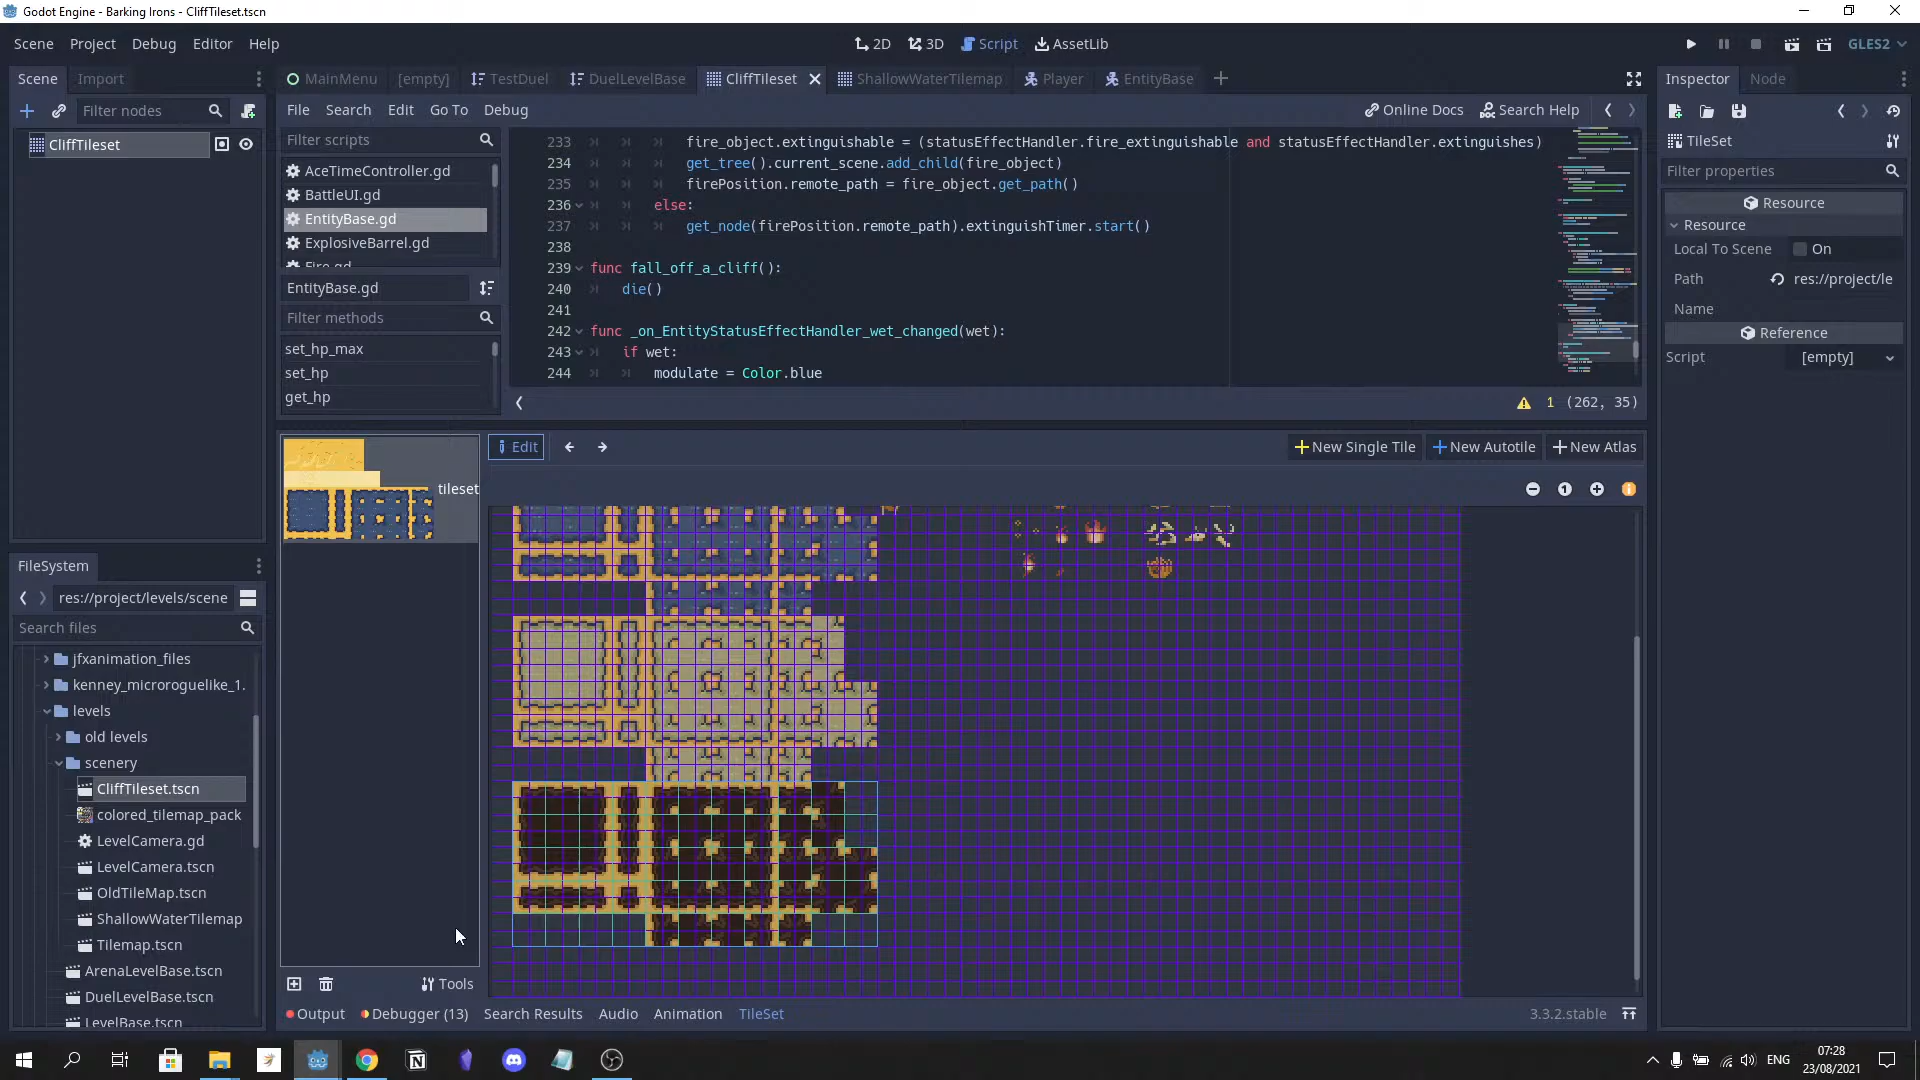 Godot Engine - Barking Irons - CliffTileset.tscn
Scene Project Debug Editor Help
2D 3D Script AssetLib
GLES2
Scene Import
MainMenu [empty] TestDuel DuelLevelBase CliffTileset ShallowWaterTilemap Player EntityBase
Inspector Node
Filter nodes
File Search Edit Go To Debug
Online Docs Search Help
CliffTileset
Filter scripts
AceTimeController.gd
BattleUI.gd
EntityBase.gd
ExplosiveBarrel.gd
Fire.gd
EntityBase.gd
Filter methods
set_hp_max
set_hp
get_hp
233 fire_object.extinguishable = (statusEffectHandler.fire_extinguishable and statusEffectHandler.extinguishes)
234 get_tree().current_scene.add_child(fire_object)
235 firePosition.remote_path = fire_object.get_path()
236 else:
237 get_node(firePosition.remote_path).extinguishTimer.start()
238
239 func fall_off_a_cliff():
240 die()
241
242 func _on_EntityStatusEffectHandler_wet_changed(wet):
243 if wet:
244 modulate = Color.blue
1 (262, 35)
TileSet
Filter properties
Resource
Resource
Local To Scene On
Path res://project/le
Name
Reference
Script [empty]
Edit
New Single Tile New Autotile New Atlas
tileset
FileSystem
res://project/levels/scene
Search files
jfxanimation_files
kenney_microroguelike_1.
levels
old levels
scenery
CliffTileset.tscn
colored_tilemap_pack
LevelCamera.gd
LevelCamera.tscn
OldTileMap.tscn
ShallowWaterTilemap
Tilemap.tscn
ArenaLevelBase.tscn
DuelLevelBase.tscn
LevelBase.tscn
Tools
Output Debugger (13) Search Results Audio Animation TileSet
3.3.2.stable
ENG
07:28
23/08/2021